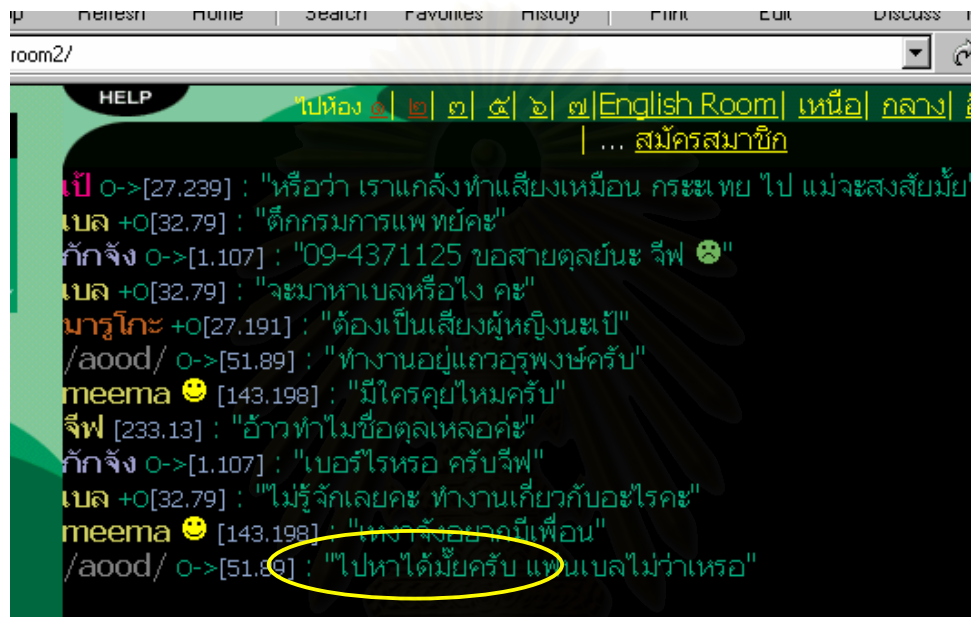 Refresh Home Search Favorites History Print Edit Discuss
room2/
HELP
ไปห้อง ๑| ๒| ๓| ๕| ๖| ๗|English Room| เหนือ| กลาง|
| ... สมัครสมาชิก
เป้ o->[27.239] : "หรือว่า เราแกล้งทำเสียงเหมือน กระะเทย ไป แม่จะสงสัยมั้ย"
เบล +o[32.79] : "ตึกกรมการแพทย์คะ"
กักจัง o->[1.107] : "09-4371125 ขอสายตุลย์นะ จีฟ ☹"
เบล +o[32.79] : "จะมาหาเบลหรือไง คะ"
มารูโกะ +o[27.191] : "ต้องเป็นเสียงผู้หญิงนะเป้"
/aood/ o->[51.89] : "ทำงานอยู่แถวอุรุพงษ์ครับ"
meema [143.198] : "มีใครคุยไหมครับ"
จีฟ [233.13] : "อ้าวทำไมชื่อตุลเหลอค่ะ"
กักจัง o->[1.107] : "เบอร์ไรหรอ ครับจีฟ"
เบล +o[32.79] : "ไม่รู้จักเลยคะ ทำงานเกี่ยวกับอะไรคะ"
meema [143.198] : "เหงาจังอยากมีเพื่อน"
/aood/ o->[51.89] : "ไปหาได้มั๊ยครับ แฟนเบลไม่ว่าเหรอ"